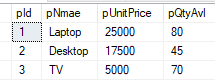 pId pNmae pUnitPrice pQtyAvl
1 Laptop 25000 80
2 Desktop 17500 45
3 TV 5000 70